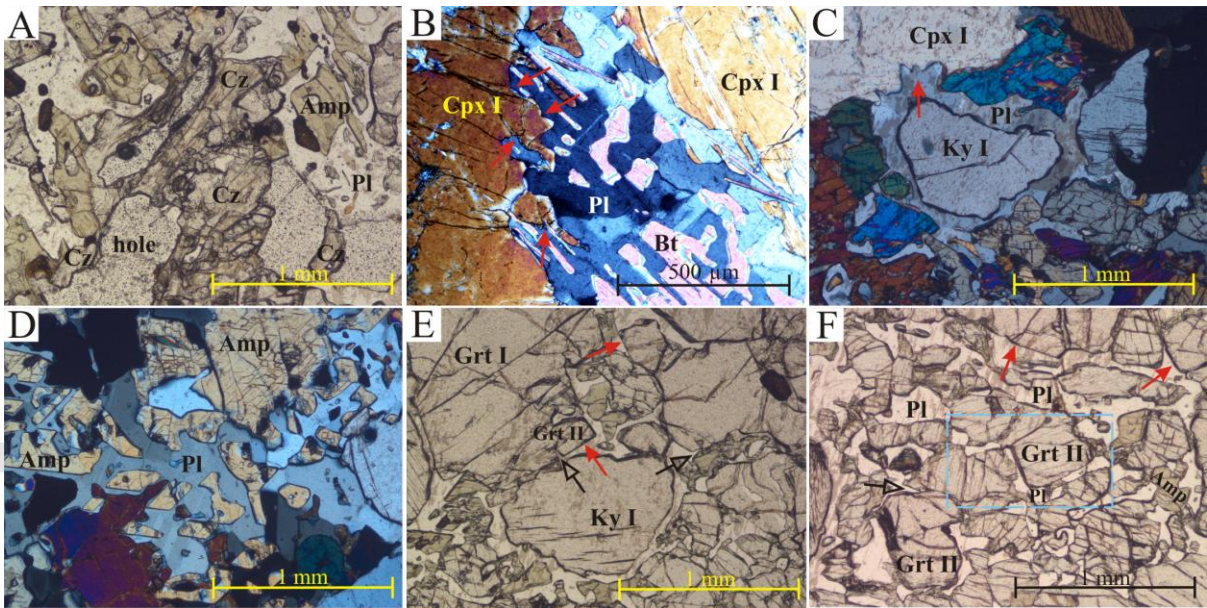 A
Cz
Amp
Cz
Pl
hole
Cz
Cz
1 mm
B
Cpx I
Cpx I
Pl
Bt
500 µm
C
Cpx I
Pl
Ky I
1 mm
D
Amp
Amp
Pl
1 mm
E
Grt I
Grt II
Ky I
1 mm
F
Pl
Pl
Grt II
Pl
Amp
Grt II
1 mm